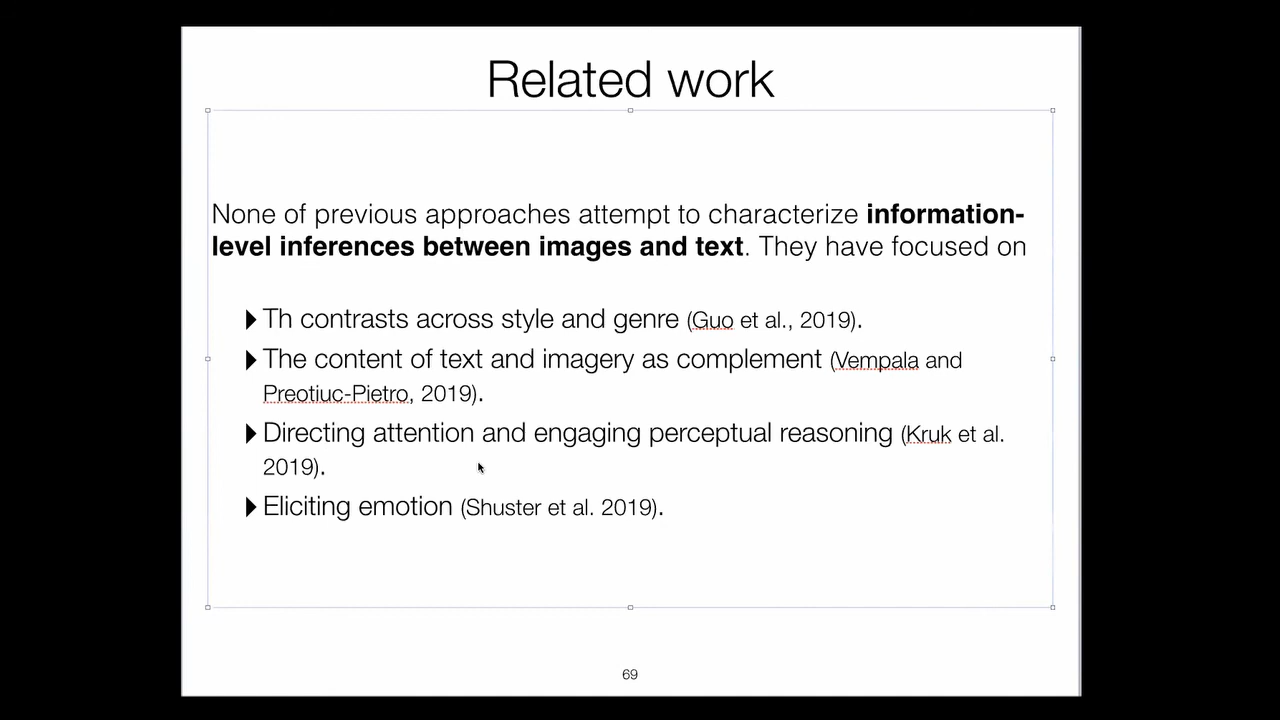 Related work
None of previous approaches attempt to characterize information-
level inferences between images and text. They have focused on
Th contrasts across style and genre (Guo et al., 2019).
The content of text and imagery as complement (Vempala and
Preotiuc-Pietro, 2019).
Directing attention and engaging perceptual reasoning (Kruk et al.
2019).
Eliciting emotion (Shuster et al. 2019).
69